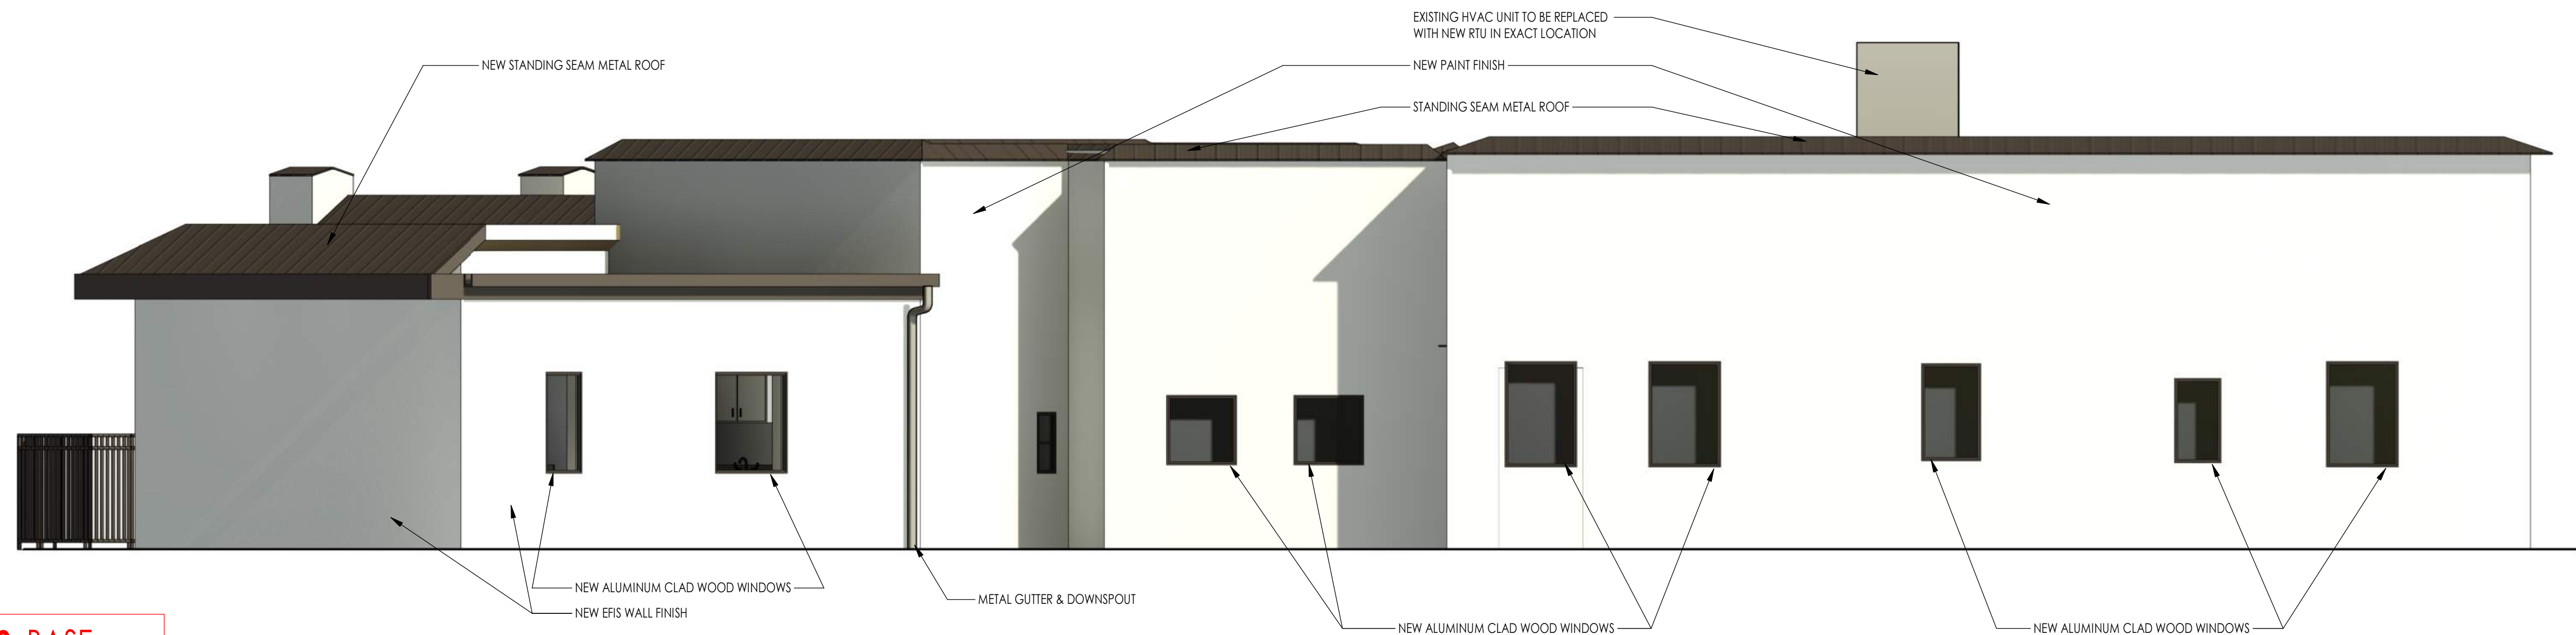 EXISTING HVAC UNIT TO BE REPLACED
WITH NEW RTU IN EXACT LOCATION
NEW STANDING SEAM METAL ROOF
NEW PAINT FINISH
STANDING SEAM METAL ROOF
NEW ALUMINUM CLAD WOOD WINDOWS
METAL GUTTER & DOWNSPOUT
NEW EFIS WALL FINISH
NEW ALUMINUM CLAD WOOD WINDOWS
NEW ALUMINUM CLAD WOOD WINDOWS
BASE